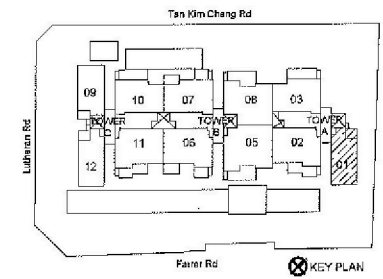 Tan Kim Cheng Rd
Lutheran Rd
09
10
07
08
03
TOWER C
TOWER B
TOWER A
01
12
11
06
05
02
Farrer Rd
KEY PLAN